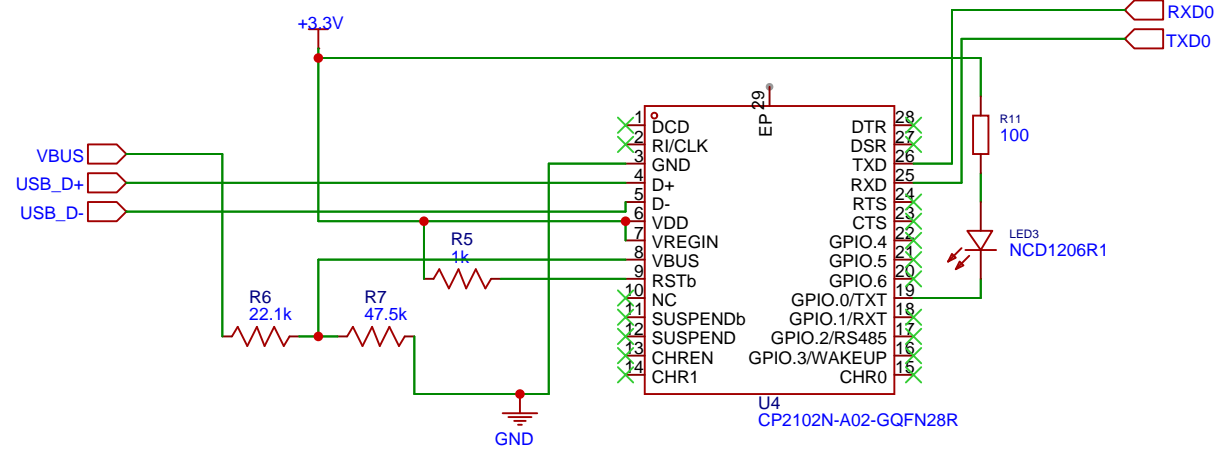 +3.3V
RXD0
TXD0
VBUS
USB_D+
USB_D-
R11
100
LED3
NCD1206R1
R5
1k
R6
22.1k
R7
47.5k
GND
EP 29
1 DCD
2 RI/CLK
3 GND
4 D+
5 D-
6 VDD
7 VREGIN
8 VBUS
9 RSTb
10 NC
11 SUSPENDb
12 SUSPEND
13 CHREN
14 CHR1
DTR 28
DSR 27
TXD 26
RXD 25
RTS 24
CTS 23
GPIO.4 22
GPIO.5 21
GPIO.6 20
GPIO.0/TXT 19
GPIO.1/RXT 18
GPIO.2/RS485 17
GPIO.3/WAKEUP 16
CHR0 15
U4
CP2102N-A02-GQFN28R